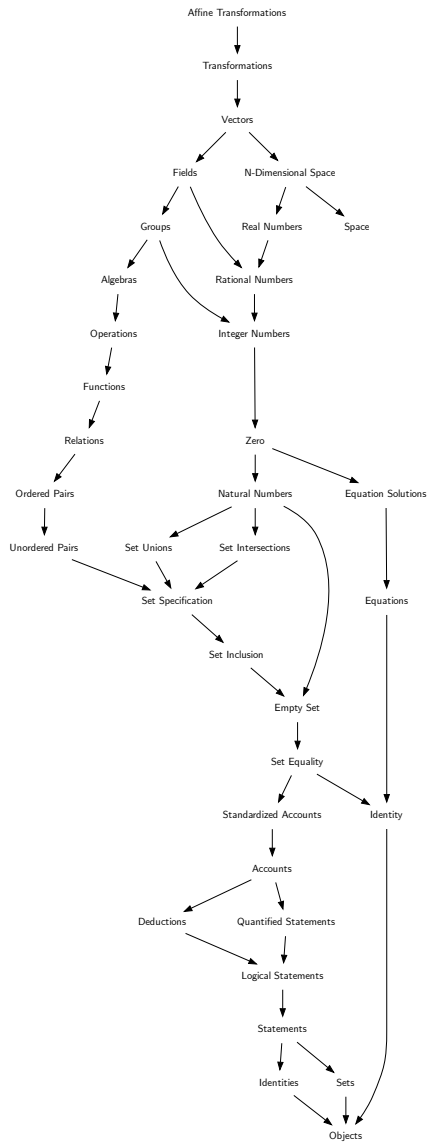 Affine Transformations
Transformations
Vectors
Fields
N-Dimensional Space
Groups
Real Numbers
Space
Algebras
Rational Numbers
Operations
Integer Numbers
Functions
Relations
Zero
Ordered Pairs
Natural Numbers
Equation Solutions
Unordered Pairs
Set Unions
Set Intersections
Set Specification
Equations
Set Inclusion
Empty Set
Set Equality
Standardized Accounts
Identity
Accounts
Deductions
Quantified Statements
Logical Statements
Statements
Identities
Sets
Objects